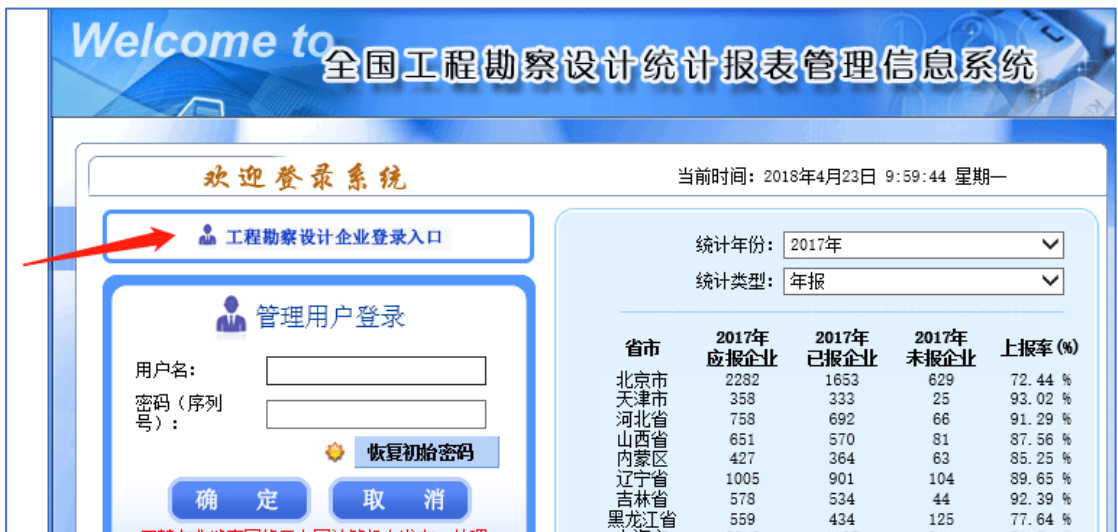 Welcome to
全国工程勘察设计统计报表管理信息系统
欢迎登录系统
当前时间：2018年4月23日 9:59:44 星期一
工程勘察设计企业登录入口
管理用户登录
用户名：
密码（序列
号）：
恢复初始密码
确 定 取 消
统计年份： 2017年
统计类型： 年报
省市 2017年应报企业 2017年已报企业 2017年未报企业 上报率(%)
北京市 2282 1653 629 72.44 %
天津市 358 333 25 93.02 %
河北省 758 692 66 91.29 %
山西省 651 570 81 87.56 %
内蒙区 427 364 63 85.25 %
辽宁省 1005 901 104 89.65 %
吉林省 578 534 44 92.39 %
黑龙江省 559 434 125 77.64 %